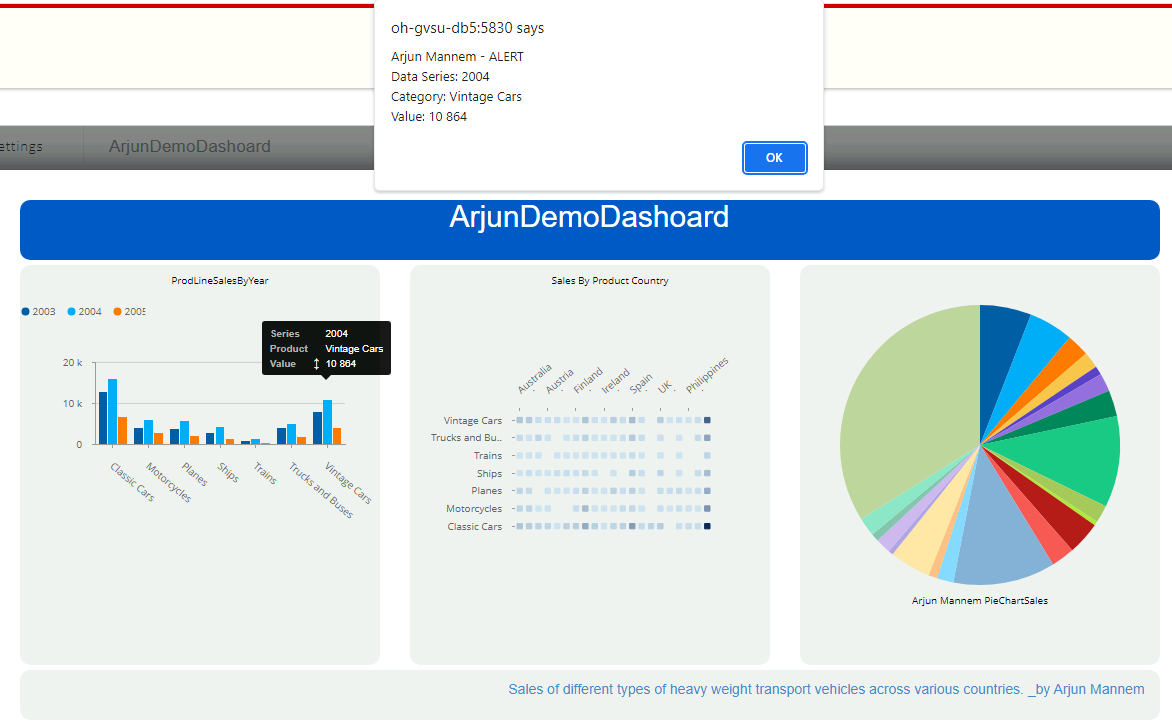 oh-gvsu-db5:5830 says
Arjun Mannem - ALERT
Data Series: 2004
Category: Vintage Cars
Value: 10 864
OK
ettings
ArjunDemoDashoard
ArjunDemoDashoard
ProdLineSalesByYear
2003 2004 2005
Series 2004
Product Vintage Cars
Value 10 864
20 k
10 k
0
Classic Cars
Motorcycles
Planes
Ships
Trains
Trucks and Buses
Vintage Cars
Sales By Product Country
Australia
Austria
Finland
Ireland
Spain
UK
Philippines
Vintage Cars
Trucks and Bu..
Trains
Ships
Planes
Motorcycles
Classic Cars
Arjun Mannem PieChartSales
Sales of different types of heavy weight transport vehicles across various countries. _by Arjun Mannem